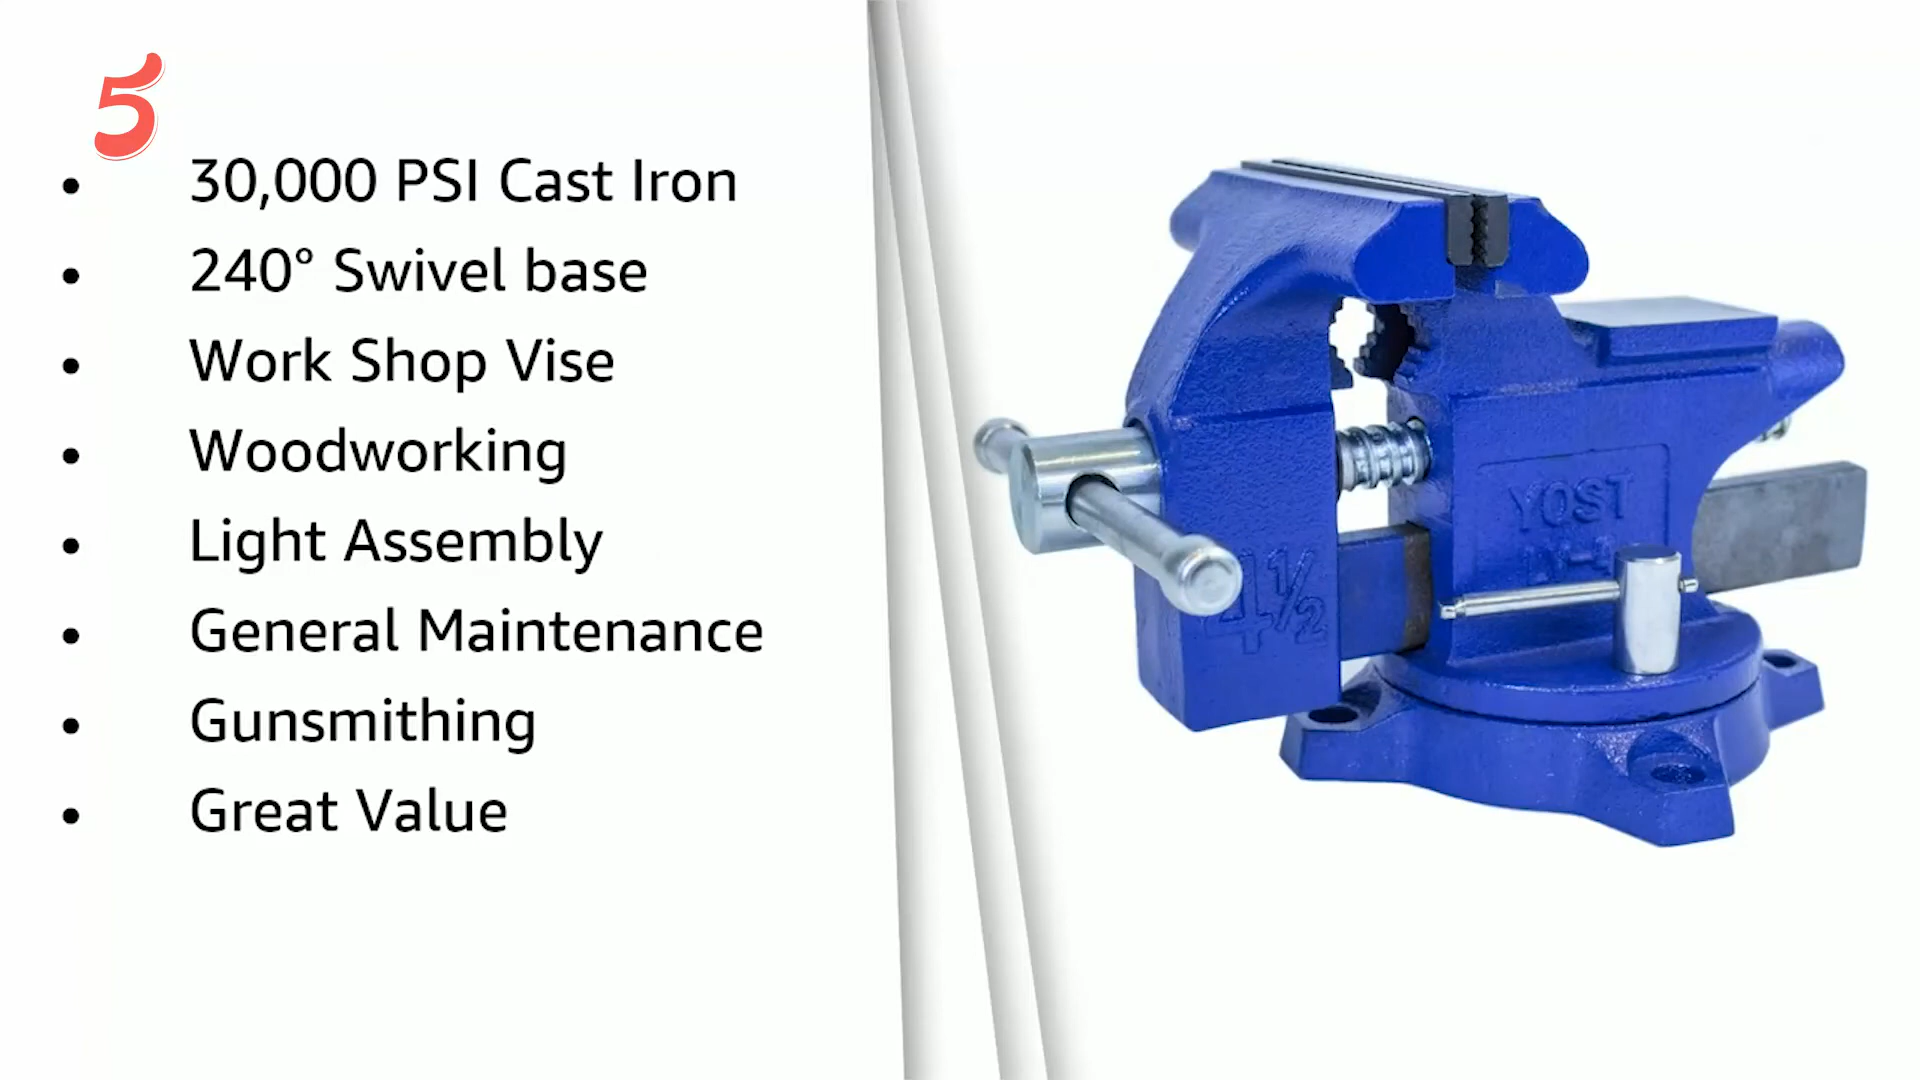 5
• 30,000 PSI Cast Iron
• 240° Swivel base
• Work Shop Vise
• Woodworking
• Light Assembly
• General Maintenance
• Gunsmithing
• Great Value
YOST
4½